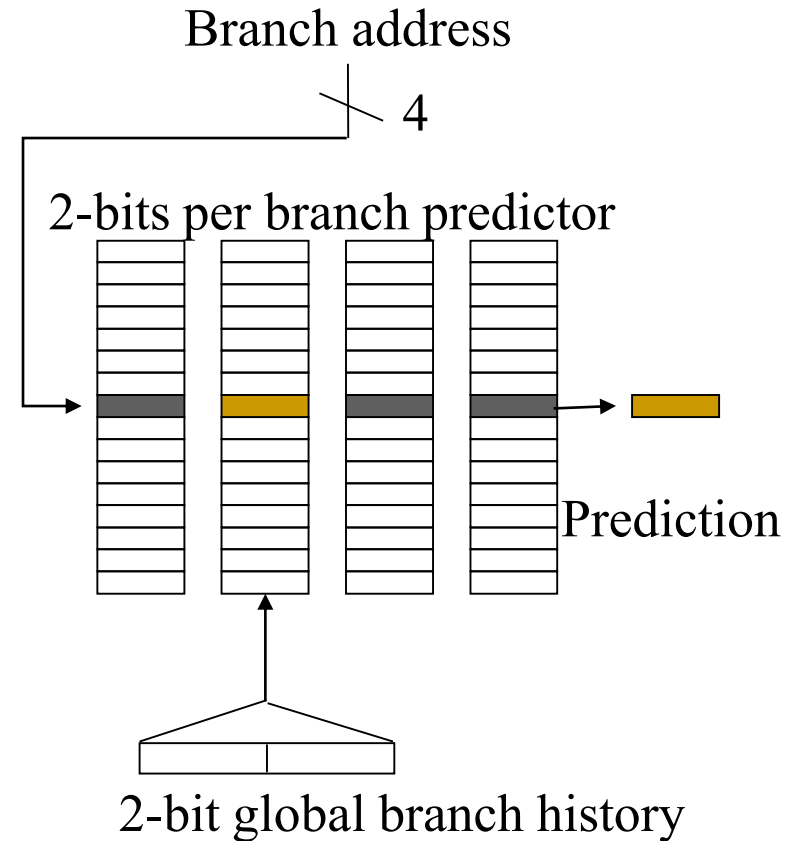 Branch address
4
2-bits per branch predictor
Prediction
2-bit global branch history